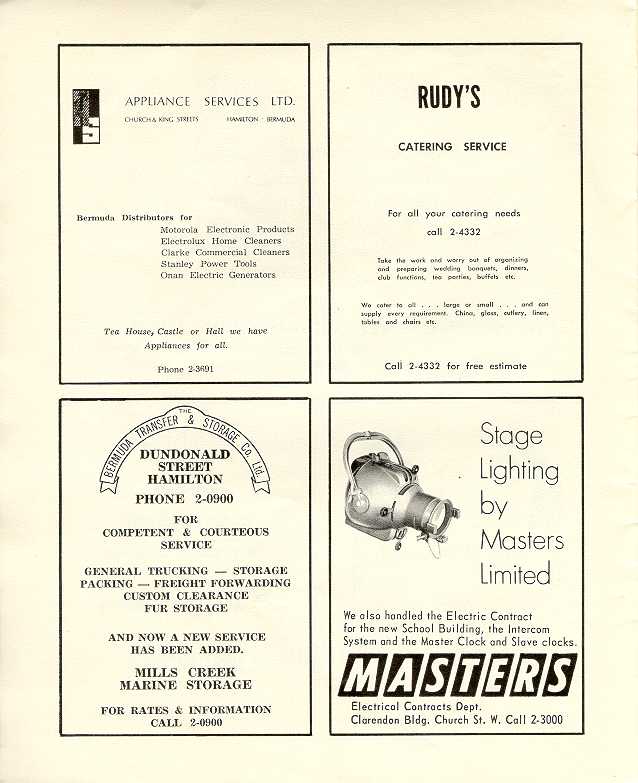 AS
APPLIANCE SERVICES LTD.
CHURCH & KING STREETS HAMILTON - BERMUDA
Bermuda Distributors for
Motorola Electronic Products
Electrolux Home Cleaners
Clarke Commercial Cleaners
Stanley Power Tools
Onan Electric Generators
Tea House, Castle or Hall we have
Appliances for all.
Phone 2-3691
RUDY'S
CATERING SERVICE
For all your catering needs
call 2-4332
Take the work and worry out of organizing
and preparing wedding banquets, dinners,
club functions, tea parties, buffets etc.
We cater to all . . . large or small . . . and can
supply every requirement. China, glass, cutlery, linen,
tables and chairs etc.
Call 2-4332 for free estimate
THE
BERMUDA TRANSFER & STORAGE Co. Ltd.
DUNDONALD
STREET
HAMILTON
PHONE 2-0900
FOR
COMPETENT & COURTEOUS
SERVICE
GENERAL TRUCKING — STORAGE
PACKING — FREIGHT FORWARDING
CUSTOM CLEARANCE
FUR STORAGE
AND NOW A NEW SERVICE
HAS BEEN ADDED.
MILLS CREEK
MARINE STORAGE
FOR RATES & INFORMATION
CALL 2-0900
Stage
Lighting
by
Masters
Limited
We also handled the Electric Contract
for the new School Building, the Intercom
System and the Master Clock and Slave clocks.
MASTERS
Electrical Contracts Dept.
Clarendon Bldg. Church St. W. Call 2-3000